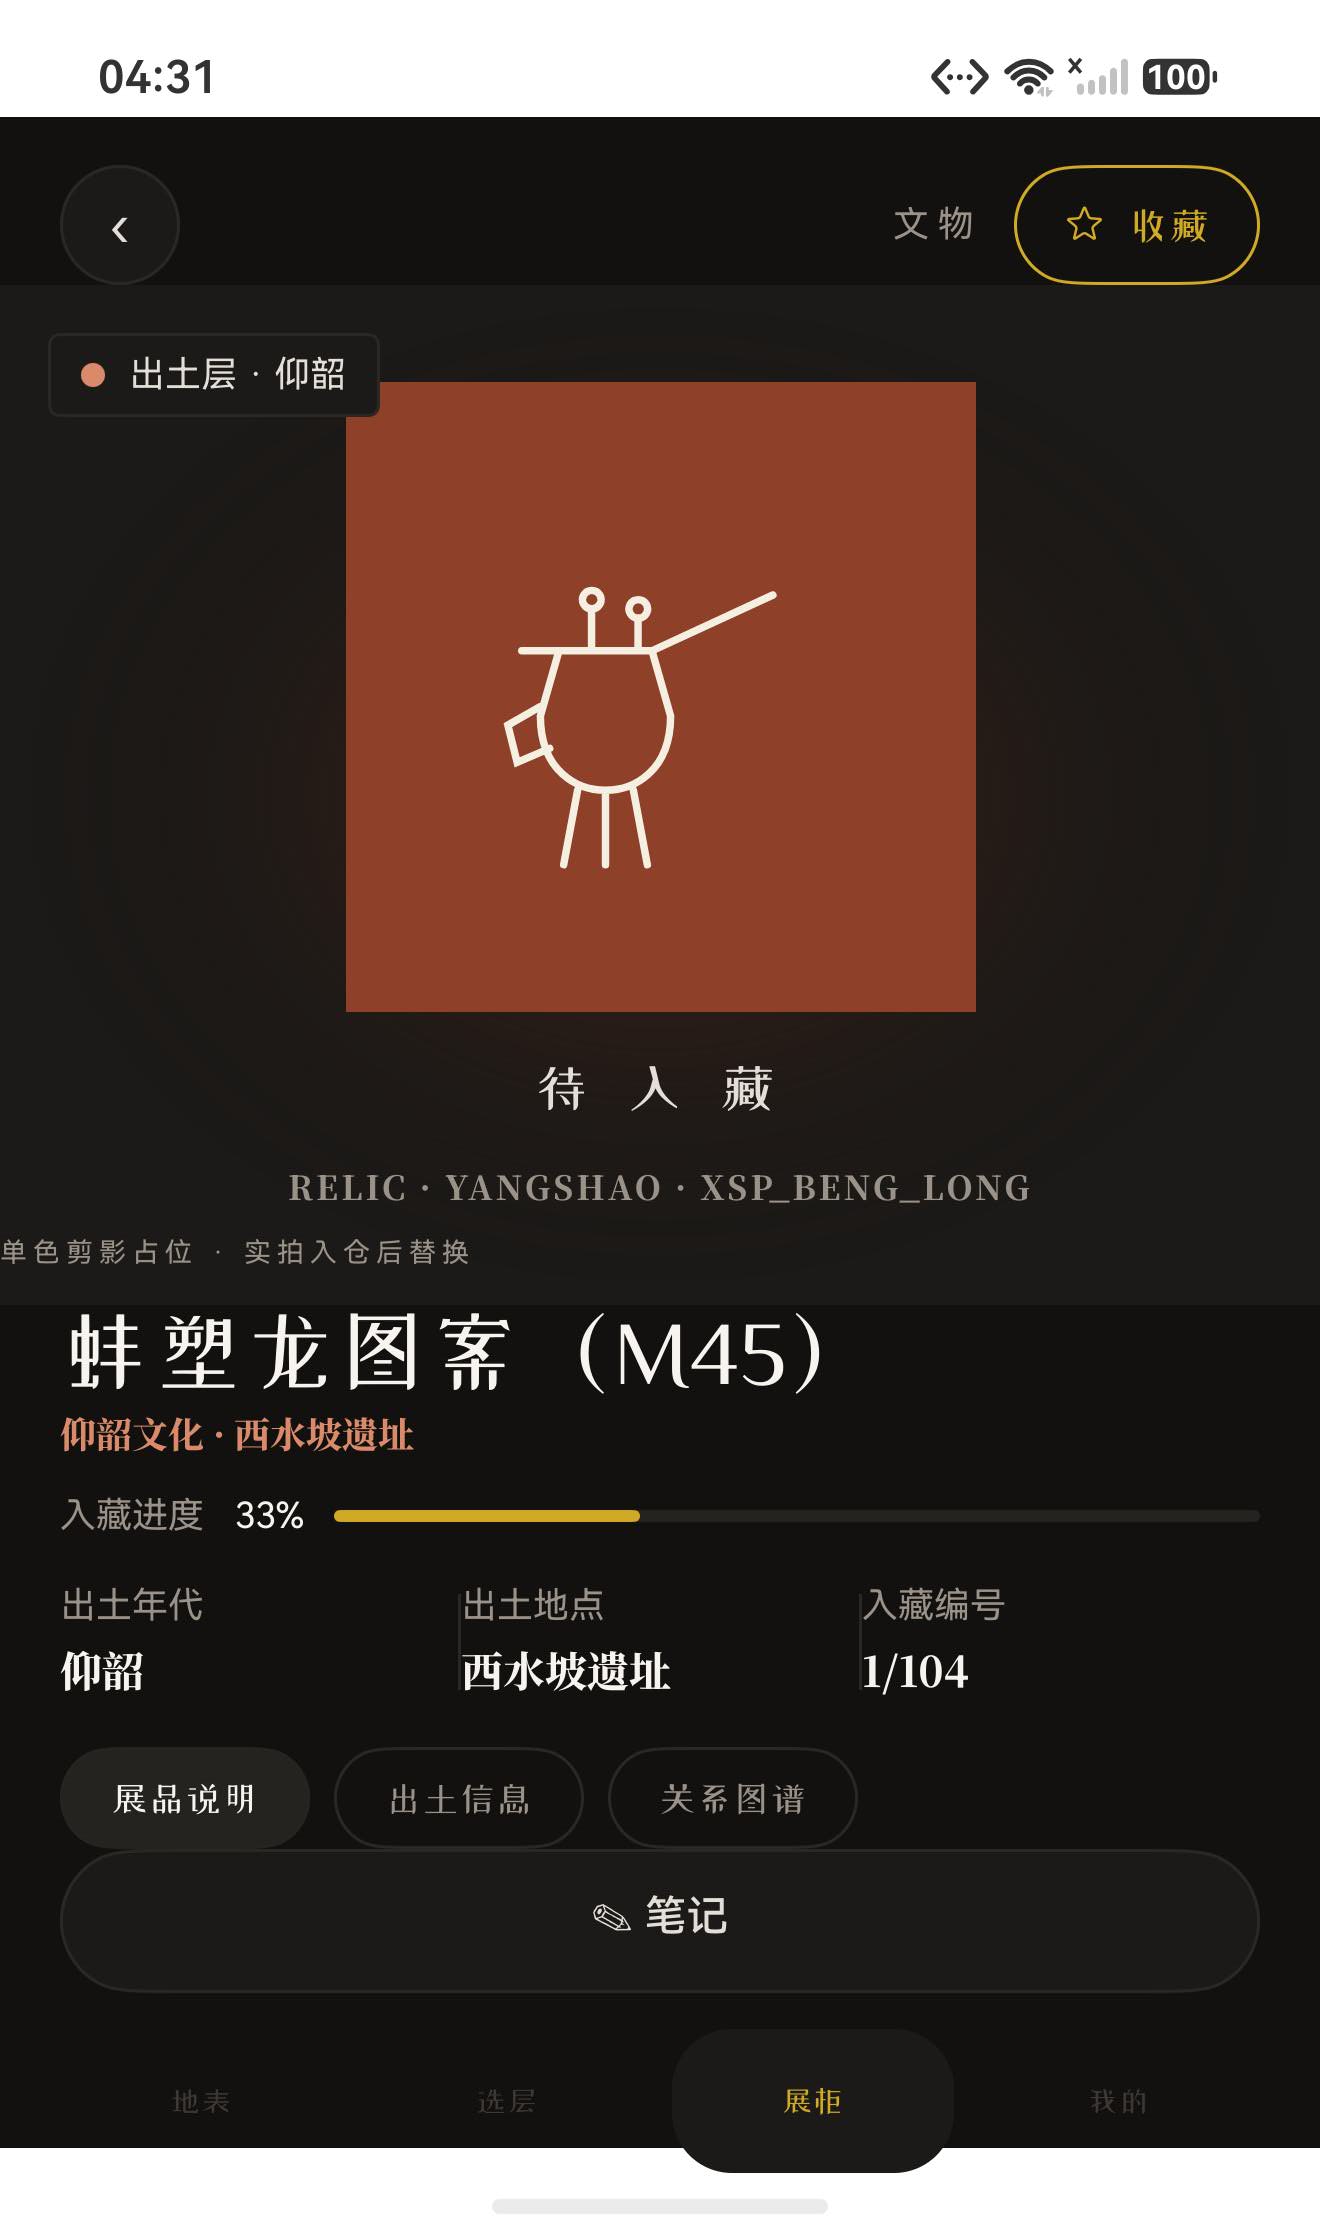 04:31
100
文物
☆ 收藏
出土层 · 仰韶
待入藏
RELIC · YANGSHAO · XSP_BENG_LONG
单色剪影占位 · 实拍入仓后替换
蚌塑龙图案（M45）
仰韶文化 · 西水坡遗址
入藏进度 33%
出土年代 出土地点 入藏编号
仰韶 西水坡遗址 1/104
展品说明 出土信息 关系图谱
✎ 笔记
地表 选层 展柜 我的